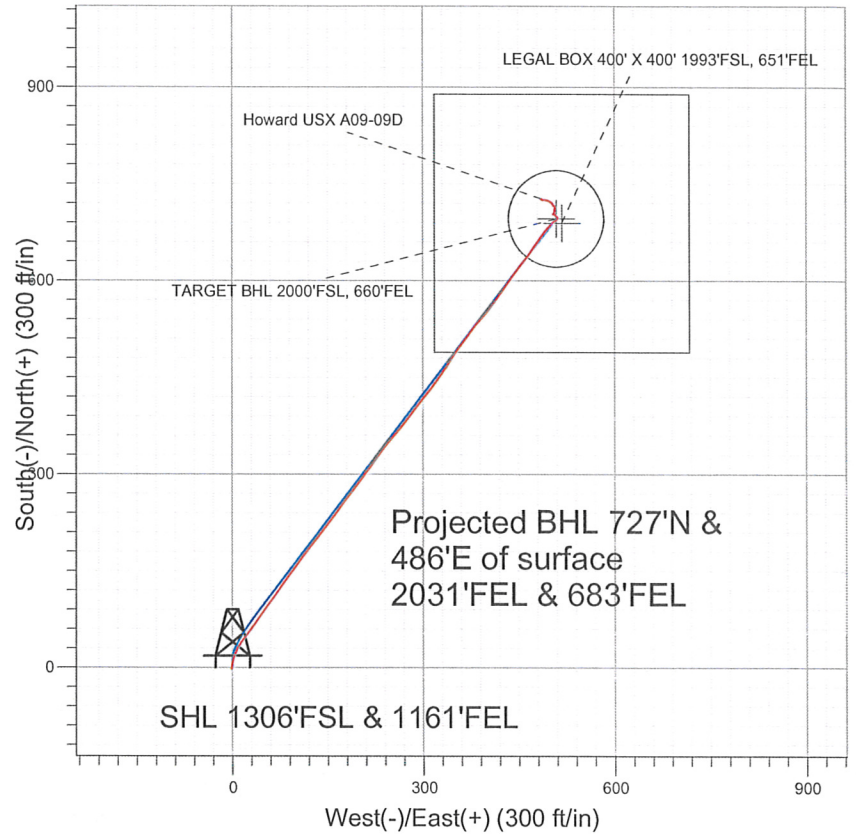 900
600
300
0
South(-)/North(+) (300 ft/in)
LEGAL BOX 400' X 400' 1993'FSL, 651'FEL
Howard USX A09-09D
TARGET BHL 2000'FSL, 660'FEL
Projected BHL 727'N &
486'E of surface
2031'FEL & 683'FEL
SHL 1306'FSL & 1161'FEL
0
300
600
900
West(-)/East(+) (300 ft/in)